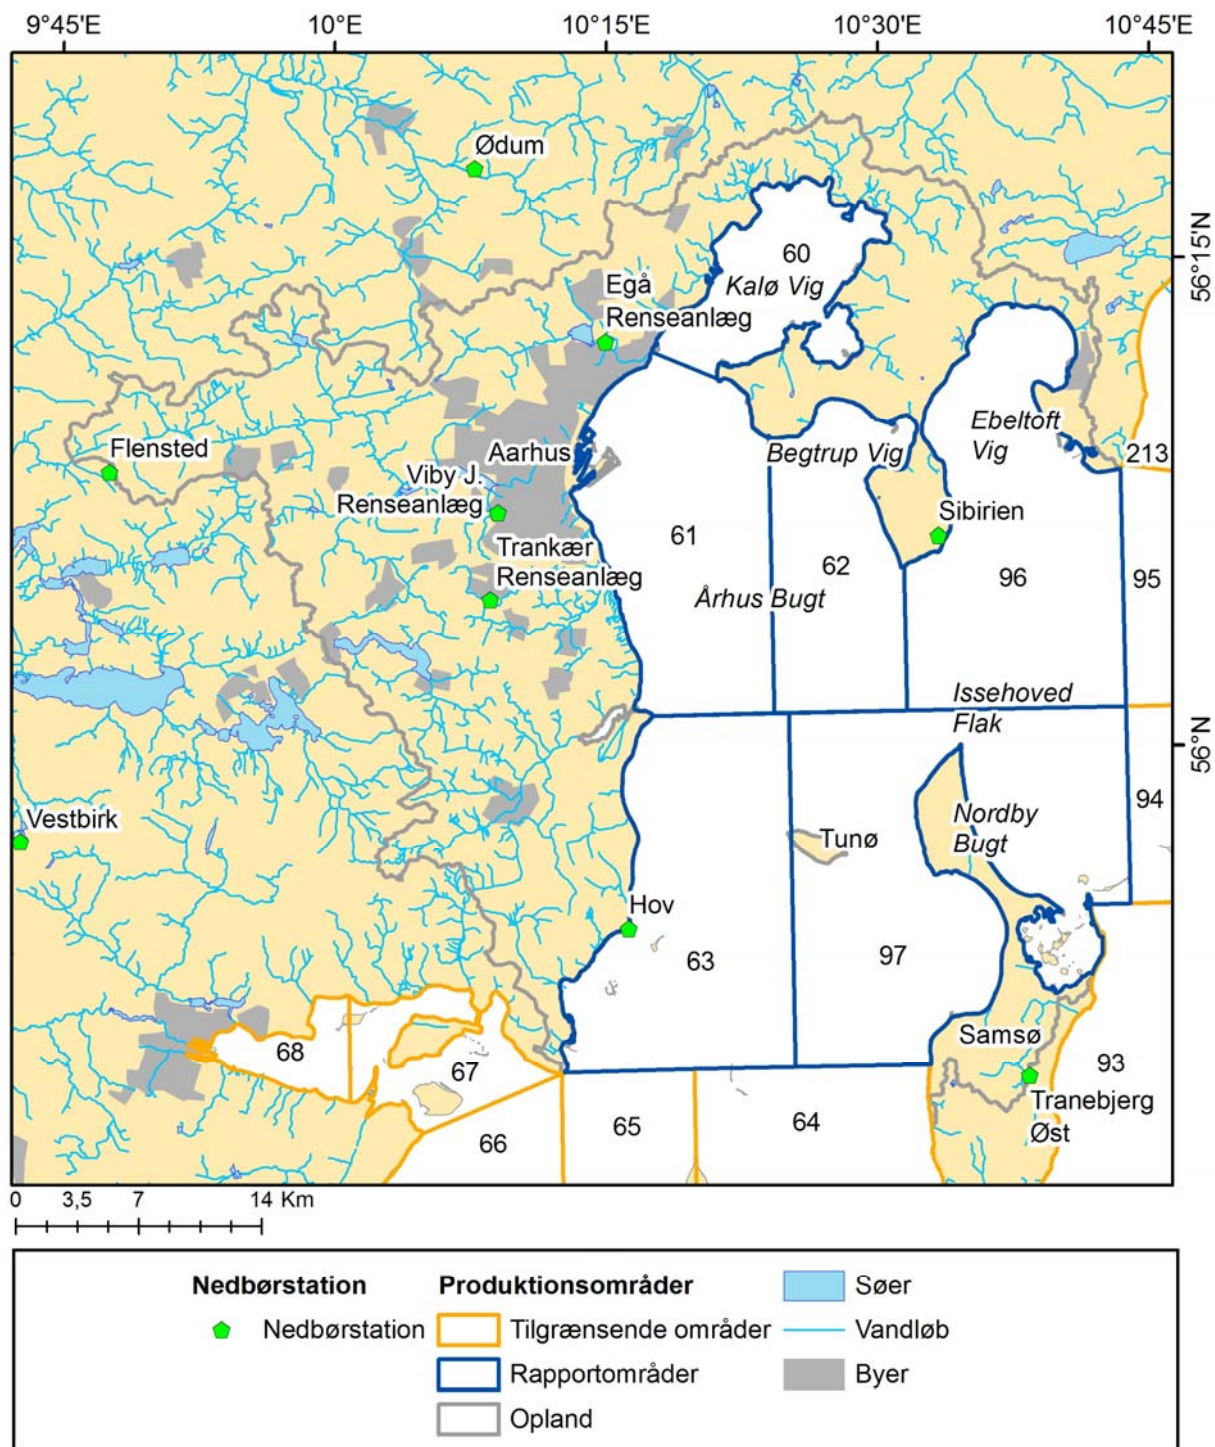 9°45'E 10°E 10°15'E 10°30'E 10°45'E
Ødum
56°15'N
60
Kalø Vig
Egå
Renseanlæg
Ebeltoft
Vig
Flensted
Aarhus
Begtrup Vig
213
Viby J.
Renseanlæg
Sibirien
61
Trankær
Renseanlæg
62
96
95
Århus Bugt
Issehoved
Flak
56°N
94
Vestbirk
Tunø
Nordby
Bugt
Hov
63
97
Samsø
68
67
93
Tranebjerg
Øst
66
65
64
0 3,5 7 14 Km
Nedbørstation
Nedbørstation
Produktionsområder
Tilgrænsende områder
Rapportområder
Opland
Søer
Vandløb
Byer